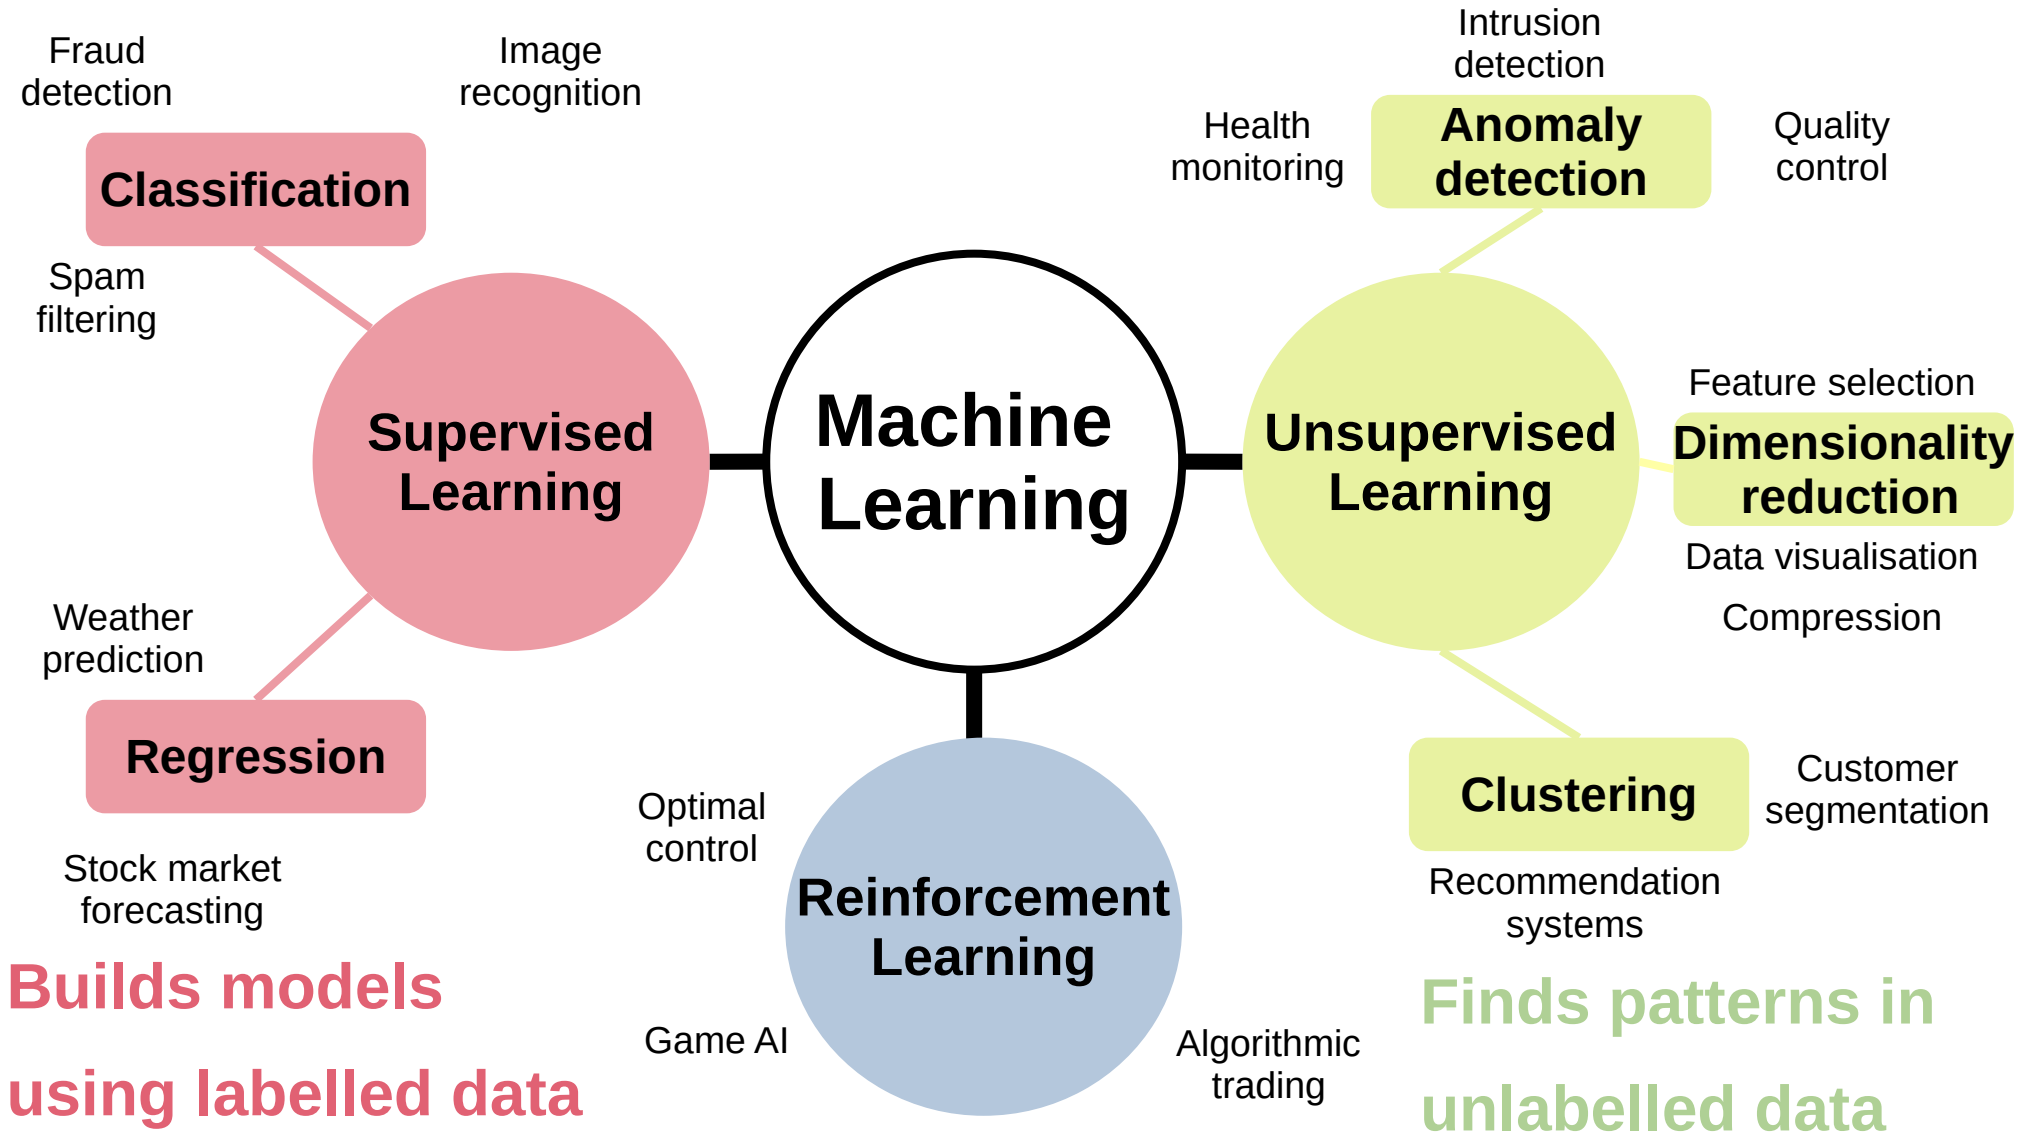 Fraud
detection
Image
recognition
Classification
Spam
filtering
Supervised
Learning
Weather
prediction
Regression
Stock market
forecasting
Builds models
using labelled data
Machine
Learning
Optimal
control
Reinforcement
Learning
Game AI
Algorithmic
trading
Intrusion
detection
Health
monitoring
Anomaly
detection
Quality
control
Unsupervised
Learning
Feature selection
Dimensionality
reduction
Data visualisation
Compression
Clustering
Customer
segmentation
Recommendation
systems
Finds patterns in
unlabelled data